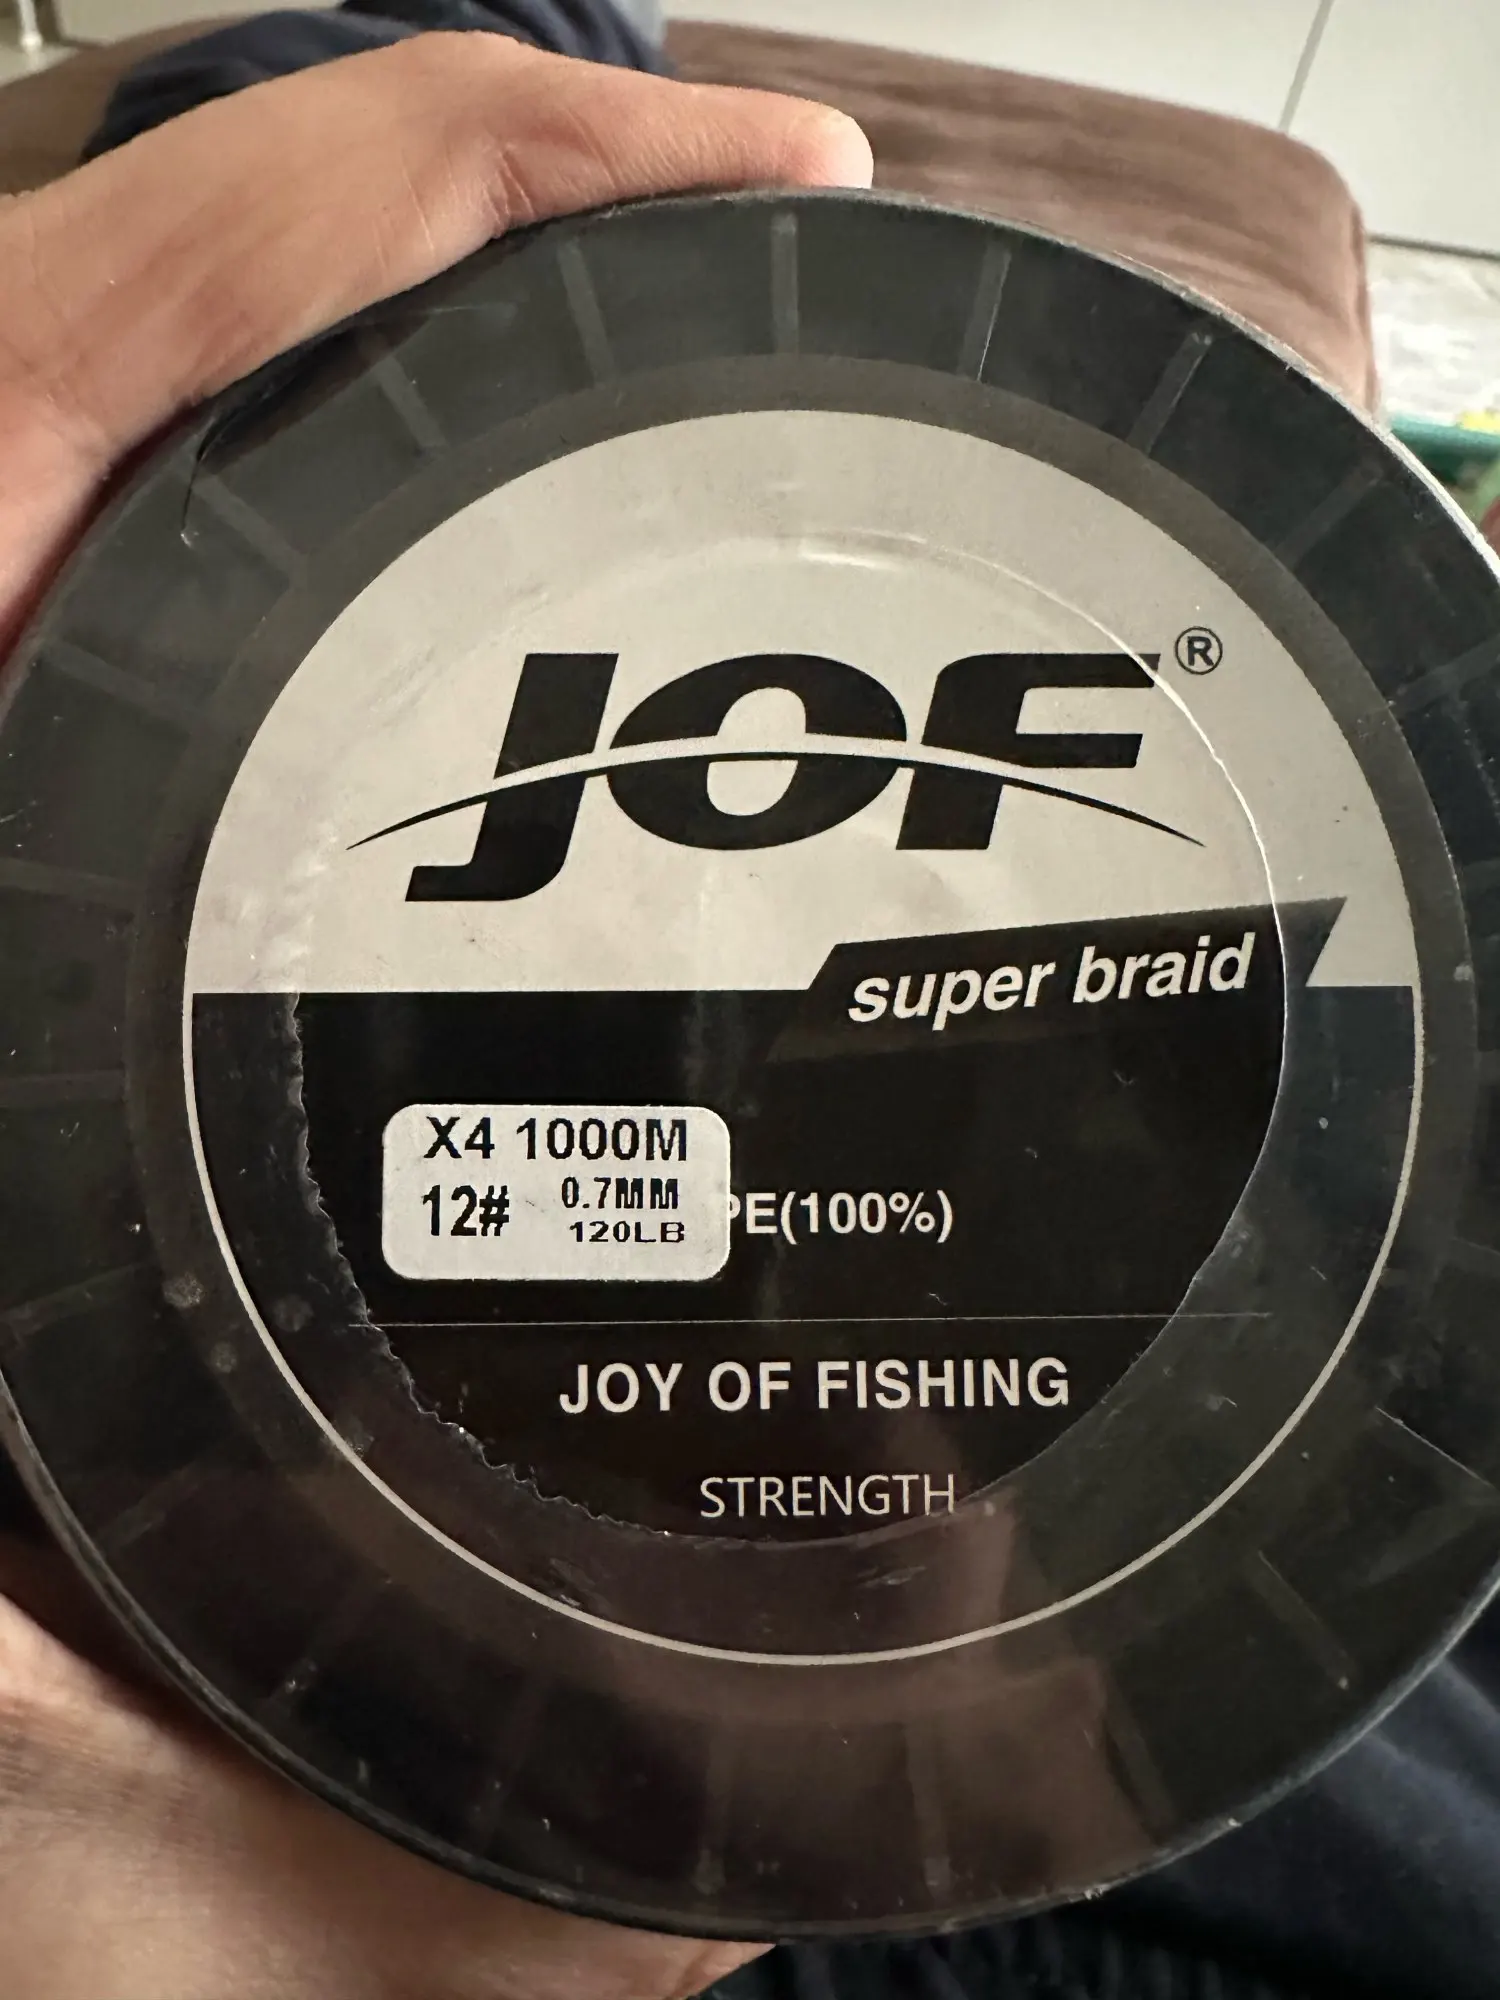 JOF®
super braid
X4 1000M
12# 0.7MM
120LB
PE(100%)
JOY OF FISHING
STRENGTH